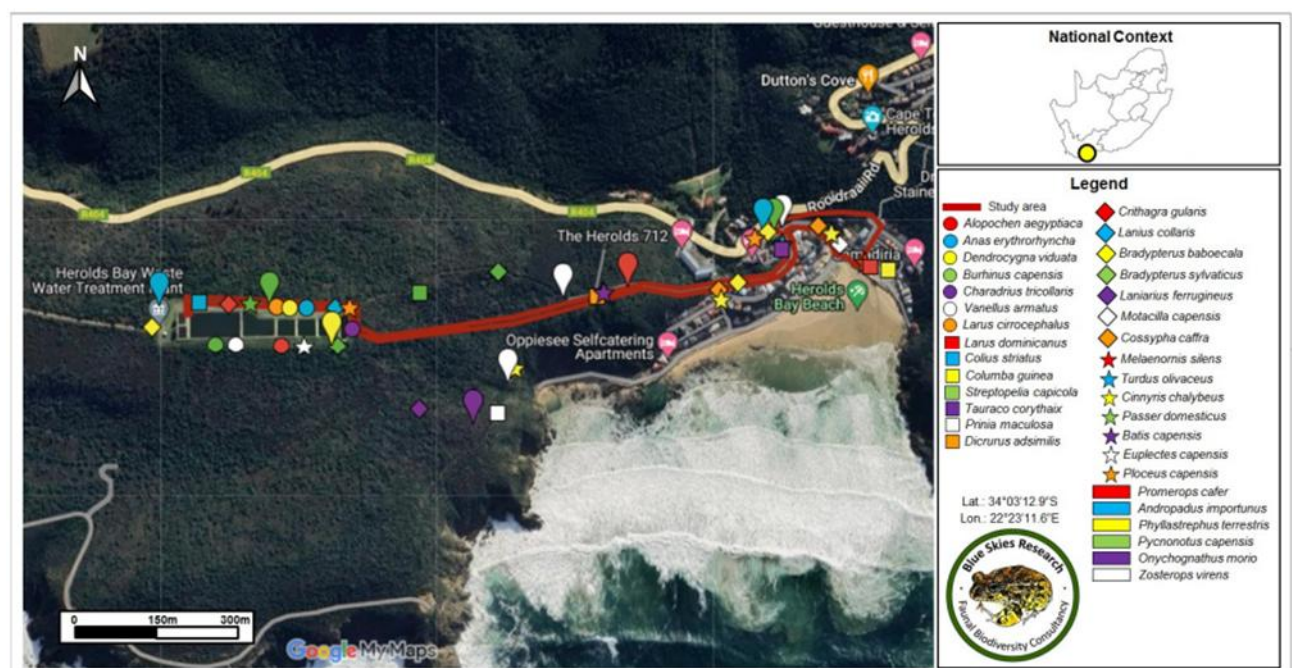 Guesthouse & Sel
N
Dutton's Cove
Cape T
Herolds
R404
R404
R404
R404
Rooidraai Rd
Staine
The Herolds 712
Herolds Bay Waste
Water Treatment Plant
Herolds
Bay Beach
Oppiesee Selfcatering
Apartments
0 150m 300m
Google My Maps
National Context
Legend
Study area
Alopochen aegyptiaca
Anas erythrorhyncha
Dendrocygna viduata
Burhinus capensis
Charadrius tricollaris
Vanellus armatus
Larus cirrocephalus
Larus dominicanus
Colius striatus
Columba guinea
Streptopelia capicola
Tauraco corythaix
Prinia maculosa
Dicrurus adsimilis
Crithagra gularis
Lanius collaris
Bradypterus baboecala
Bradypterus sylvaticus
Laniarius ferrugineus
Motacilla capensis
Cossypha caffra
Melaenornis silens
Turdus olivaceus
Cinnyris chalybeus
Passer domesticus
Batis capensis
Euplectes capensis
Ploceus capensis
Promerops cafer
Andropadus importunus
Phyllastrephus terrestris
Pycnonotus capensis
Onychognathus morio
Zosterops virens
Lat.: 34°03'12.9"S
Lon.: 22°23'11.6"E
Blue Skies Research
Faunal Biodiversity Consultancy